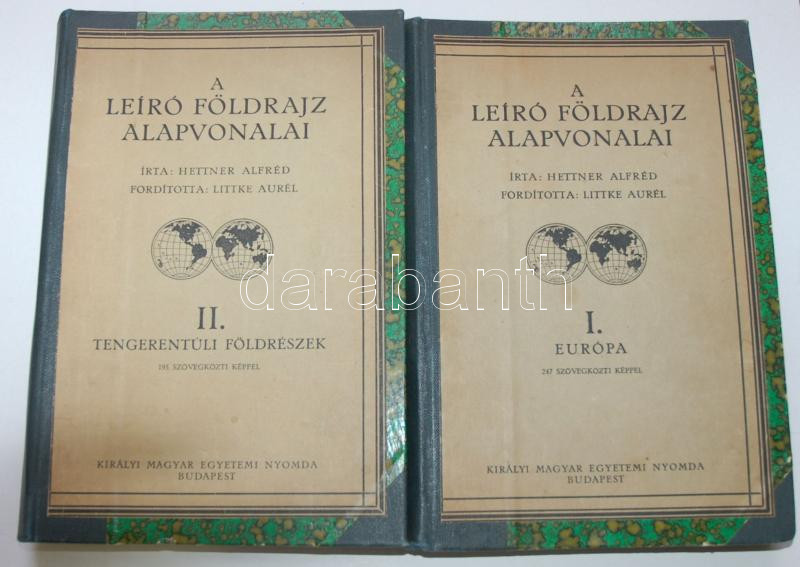 A
LEÍRÓ FÖLDRAJZ
ALAPVONALAI
ÍRTA: HETTNER ALFRÉD
FORDÍTOTTA: LITTKE AURÉL
II.
TENGERENTÚLI FÖLDRÉSZEK
195 SZÖVEGKÖZTI KÉPPEL
KIRÁLYI MAGYAR EGYETEMI NYOMDA
BUDAPEST
A
LEÍRÓ FÖLDRAJZ
ALAPVONALAI
ÍRTA: HETTNER ALFRÉD
FORDÍTOTTA: LITTKE AURÉL
I.
EURÓPA
247 SZÖVEGKÖZTI KÉPPEL
KIRÁLYI MAGYAR EGYETEMI NYOMDA
BUDAPEST
darabanth